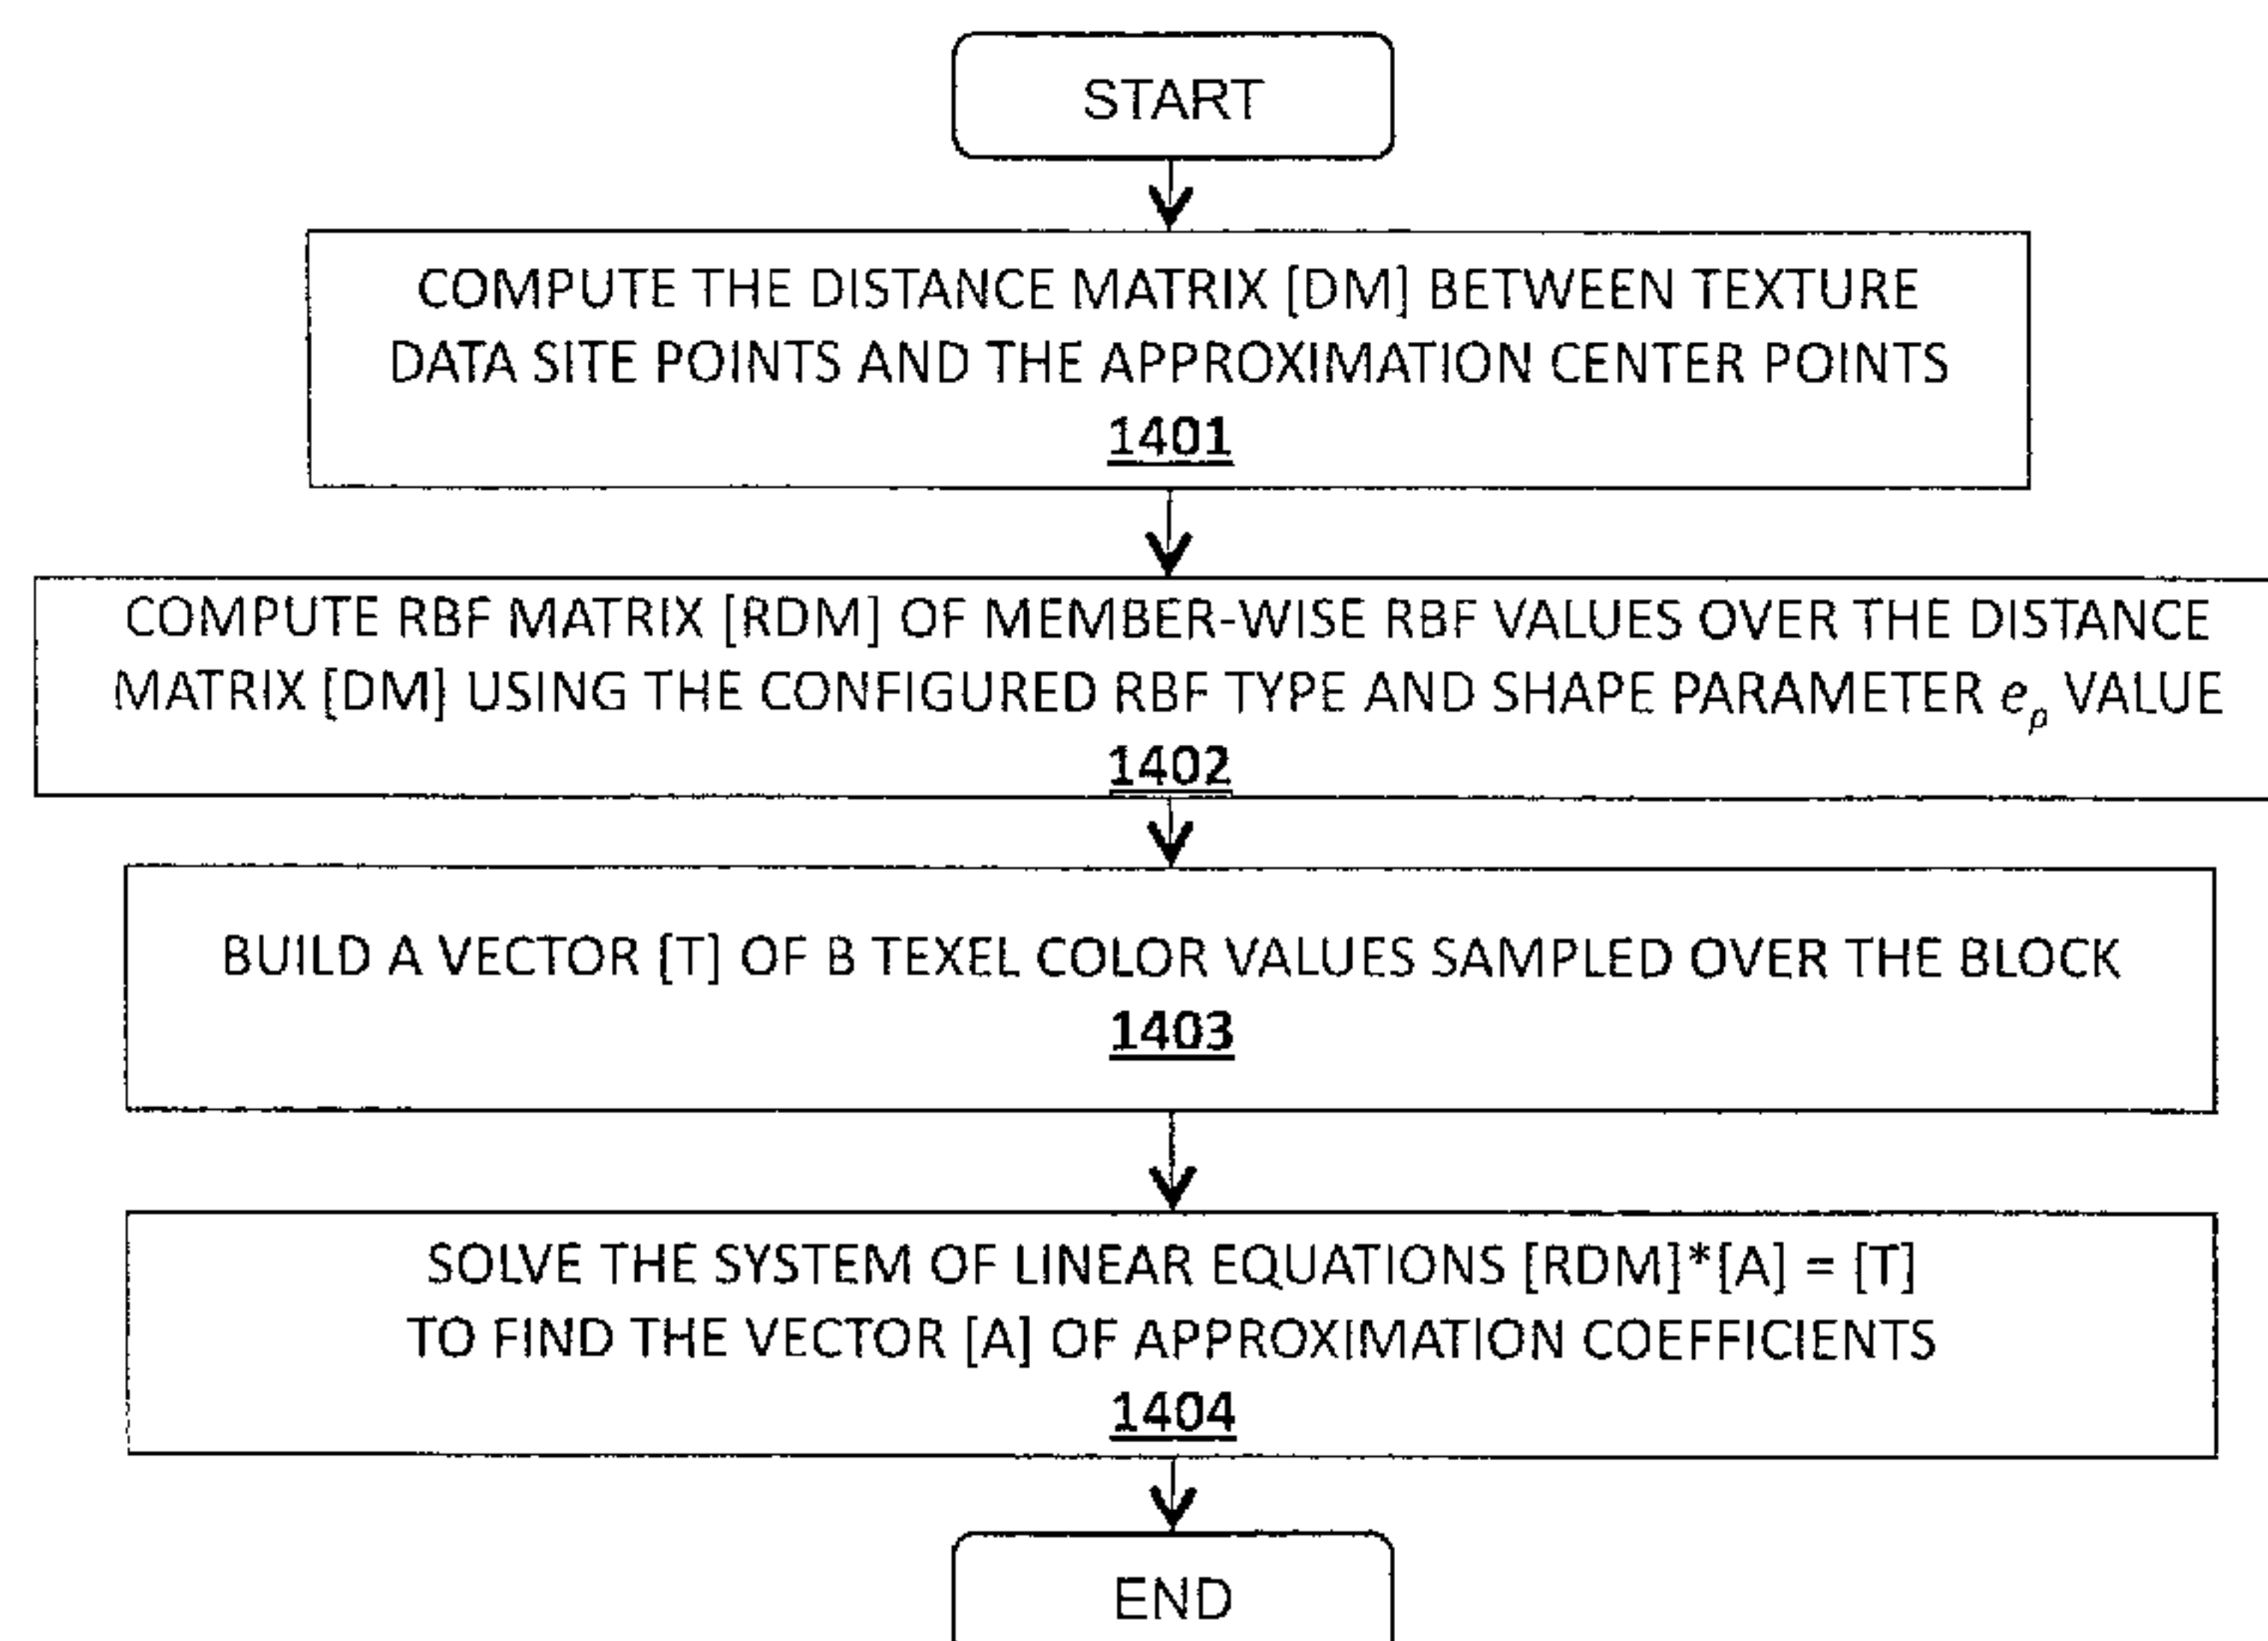 START
COMPUTE THE DISTANCE MATRIX [DM] BETWEEN TEXTURE
DATA SITE POINTS AND THE APPROXIMATION CENTER POINTS
1401
COMPUTE RBF MATRIX [RDM] OF MEMBER-WISE RBF VALUES OVER THE DISTANCE
MATRIX [DM] USING THE CONFIGURED RBF TYPE AND SHAPE PARAMETER eρ VALUE
1402
BUILD A VECTOR [T] OF B TEXEL COLOR VALUES SAMPLED OVER THE BLOCK
1403
SOLVE THE SYSTEM OF LINEAR EQUATIONS [RDM]*[A] = [T]
TO FIND THE VECTOR [A] OF APPROXIMATION COEFFICIENTS
1404
END